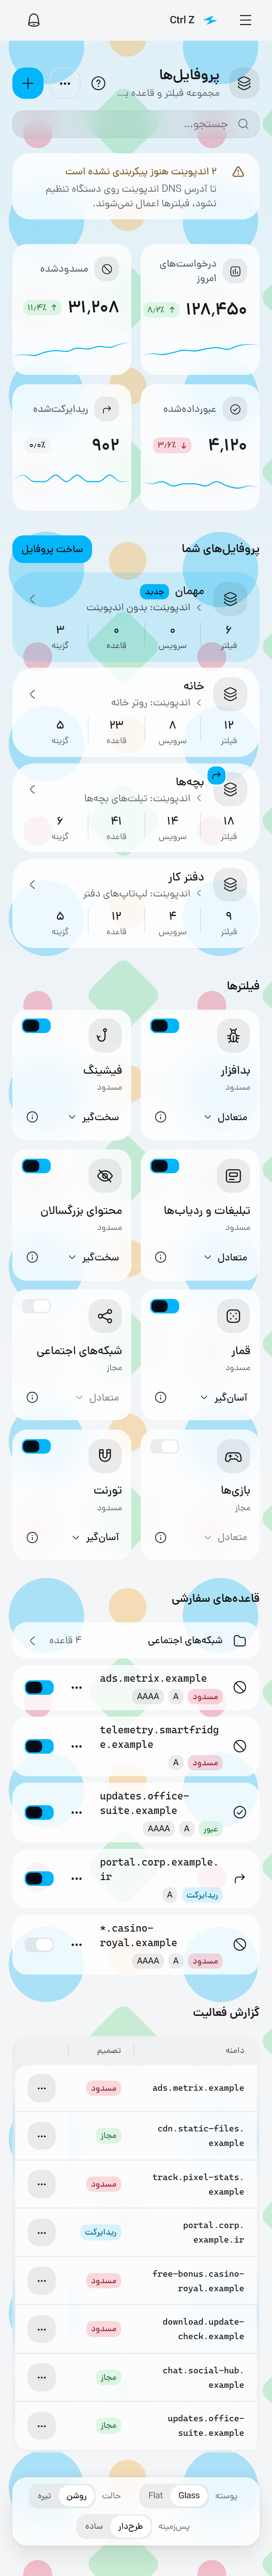 Ctrl Z
پروفایل‌ها
مجموعه فیلتر و قاعده ب...
جستجو...
۲ اندپوینت هنوز پیکربندی نشده است
تا آدرس DNS اندپوینت روی دستگاه تنظیم
نشود، فیلترها اعمال نمی‌شوند.
درخواست‌های
امروز
۱۲۸٬۴۵۰
۸٫۲٪
مسدودشده
۳۱٬۲۰۸
۱۱٫۴٪
عبورداده‌شده
۴٬۱۲۰
۳٫۶٪
ریدایرکت‌شده
۹۰۲
۰٫۰٪
پروفایل‌های شما
ساخت پروفایل
مهمان جدید
اندپوینت: بدون اندپوینت
۶ ۰ ۰ ۳
فیلتر سرویس قاعده گزینه
خانه
اندپوینت: روتر خانه
۱۲ ۸ ۲۳ ۵
فیلتر سرویس قاعده گزینه
بچه‌ها
اندپوینت: تبلت‌های بچه‌ها
۱۸ ۱۴ ۴۱ ۶
فیلتر سرویس قاعده گزینه
دفتر کار
اندپوینت: لپ‌تاپ‌های دفتر
۹ ۴ ۱۲ ۵
فیلتر سرویس قاعده گزینه
فیلترها
بدافزار
مسدود
متعادل
فیشینگ
مسدود
سخت‌گیر
تبلیغات و ردیاب‌ها
مسدود
متعادل
محتوای بزرگسالان
مسدود
سخت‌گیر
قمار
مسدود
آسان‌گیر
شبکه‌های اجتماعی
مجاز
متعادل
بازی‌ها
مجاز
متعادل
تورنت
مسدود
آسان‌گیر
قاعده‌های سفارشی
شبکه‌های اجتماعی
۴ قاعده
ads.metrix.example
مسدود A AAAA
telemetry.smartfridg
e.example
مسدود A
updates.office-
suite.example
عبور A AAAA
portal.corp.example.
ir
ریدایرکت A
*.casino-
royal.example
مسدود A AAAA
گزارش فعالیت
دامنه تصمیم
ads.metrix.example
مسدود
cdn.static-files.
example
مجاز
track.pixel-stats.
example
مسدود
portal.corp.
example.ir
ریدایرکت
free-bonus.casino-
royal.example
مسدود
download.update-
check.example
مسدود
chat.social-hub.
example
مجاز
updates.office-
suite.example
مجاز
پوسته Glass Flat
حالت روشن تیره
پس‌زمینه طرح‌دار ساده